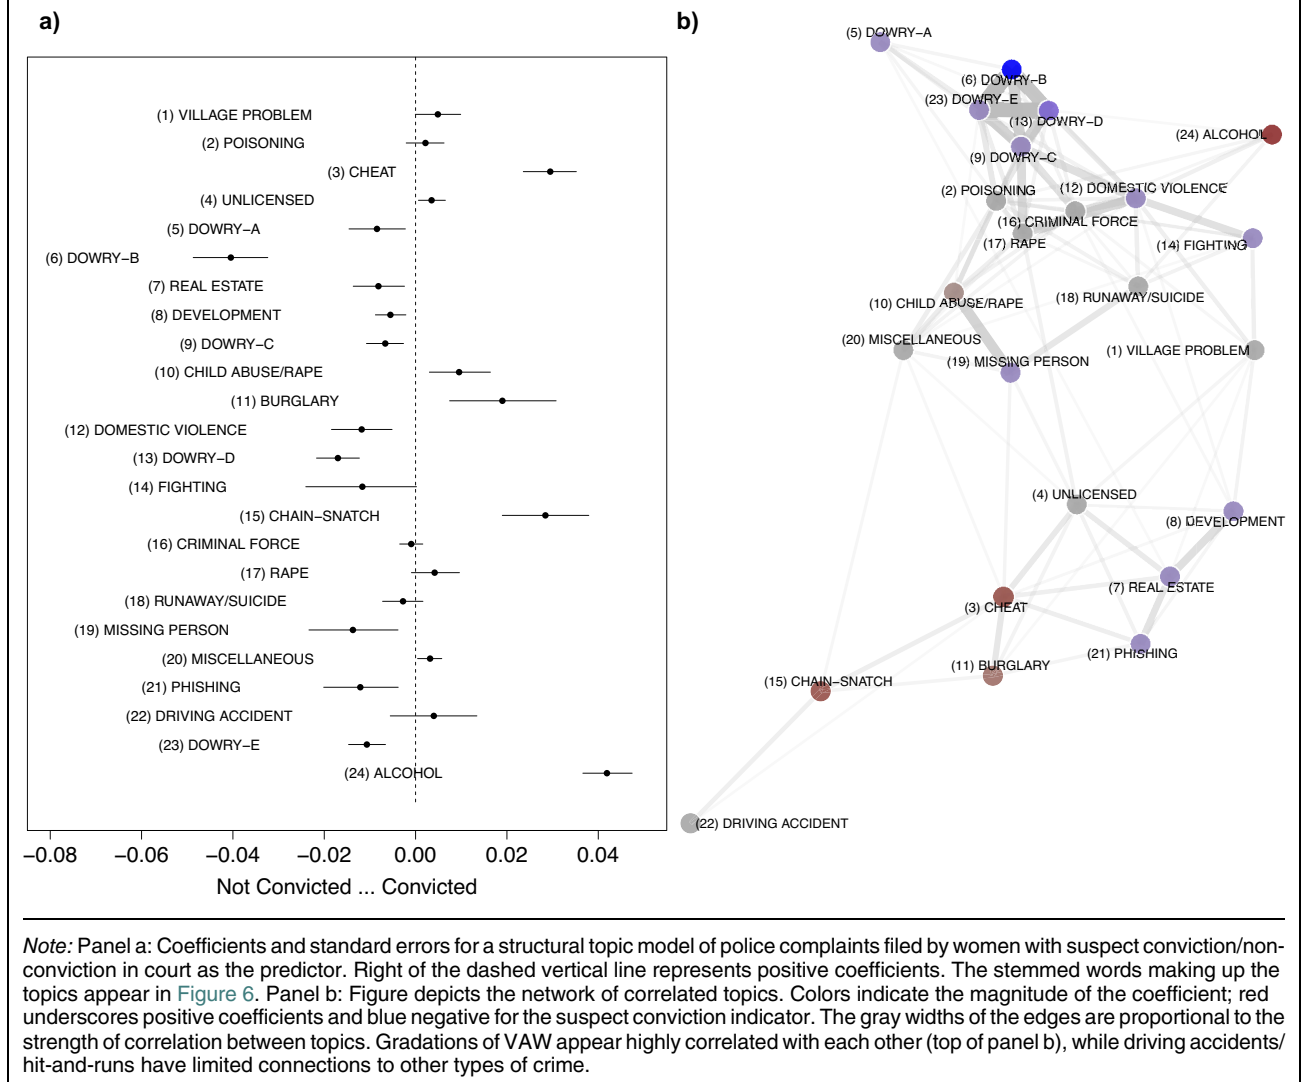 a)
(1) VILLAGE PROBLEM
(2) POISONING
(3) CHEAT
(4) UNLICENSED
(5) DOWRY−A
(6) DOWRY−B
(7) REAL ESTATE
(8) DEVELOPMENT
(9) DOWRY−C
(10) CHILD ABUSE/RAPE
(11) BURGLARY
(12) DOMESTIC VIOLENCE
(13) DOWRY−D
(14) FIGHTING
(15) CHAIN−SNATCH
(16) CRIMINAL FORCE
(17) RAPE
(18) RUNAWAY/SUICIDE
(19) MISSING PERSON
(20) MISCELLANEOUS
(21) PHISHING
(22) DRIVING ACCIDENT
(23) DOWRY−E
(24) ALCOHOL
−0.08 −0.06 −0.04 −0.02 0.00 0.02 0.04
Not Convicted ... Convicted
b)
(5) DOWRY−A
(6) DOWRY−B
(23) DOWRY−E
(13) DOWRY−D
(24) ALCOHOL
(9) DOWRY−C
(2) POISONING
(12) DOMESTIC VIOLENCE
(16) CRIMINAL FORCE
(17) RAPE
(14) FIGHTING
(10) CHILD ABUSE/RAPE
(18) RUNAWAY/SUICIDE
(20) MISCELLANEOUS
(19) MISSING PERSON
(1) VILLAGE PROBLEM
(4) UNLICENSED
(8) DEVELOPMENT
(7) REAL ESTATE
(3) CHEAT
(21) PHISHING
(11) BURGLARY
(15) CHAIN−SNATCH
(22) DRIVING ACCIDENT
Note: Panel a: Coefficients and standard errors for a structural topic model of police complaints filed by women with suspect conviction/non-
conviction in court as the predictor. Right of the dashed vertical line represents positive coefficients. The stemmed words making up the
topics appear in Figure 6. Panel b: Figure depicts the network of correlated topics. Colors indicate the magnitude of the coefficient; red
underscores positive coefficients and blue negative for the suspect conviction indicator. The gray widths of the edges are proportional to the
strength of correlation between topics. Gradations of VAW appear highly correlated with each other (top of panel b), while driving accidents/
hit-and-runs have limited connections to other types of crime.